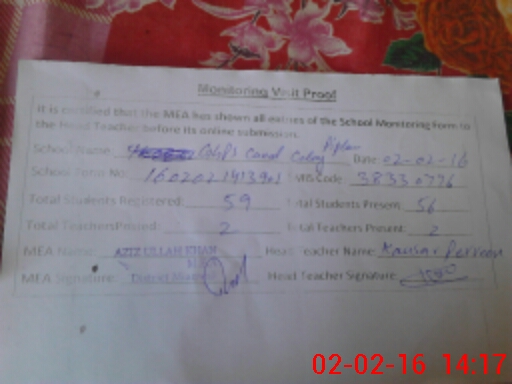 Monitoring Visit Proof
It is certified that the MEA has shown all entries of the School Monitoring Form to
the Head Teacher before its online submission.
School Name: Canal Colony Date: 02-02-16
School Form No: Code: 38330776
Total Students Registered: 59 Total Students Present: 56
Total Teachers Posted: 2 Total Teachers Present: 2
MEA Name: AZIZ ULLAH KHAN Head Teacher Name: Kausar Perveen
MEA Signature: District Head Teacher Signature:
02-02-16 14:17